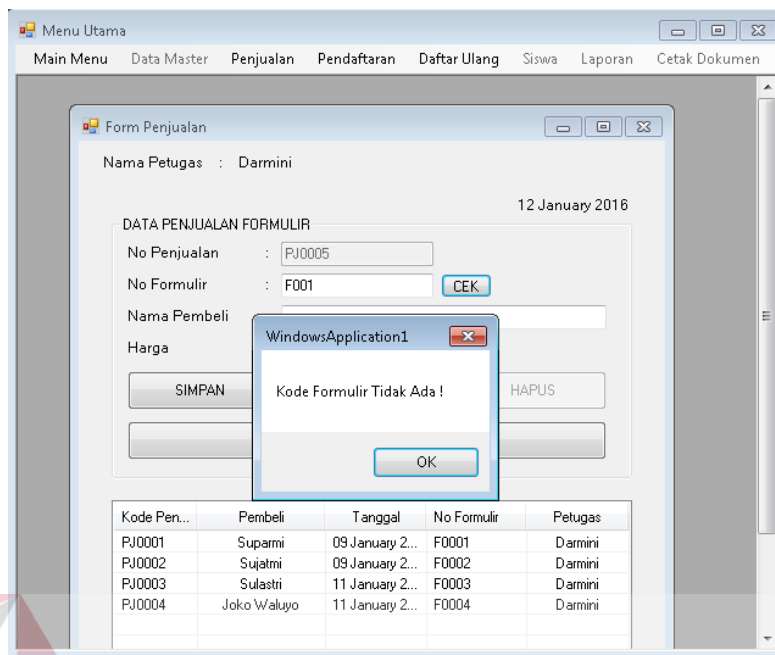 Menu Utama
Main Menu Data Master Penjualan Pendaftaran Daftar Ulang Siswa Laporan Cetak Dokumen
Form Penjualan
Nama Petugas : Darmini
12 January 2016
DATA PENJUALAN FORMULIR
No Penjualan : PJ0005
No Formulir : F001 CEK
Nama Pembeli
Harga
WindowsApplication1
Kode Formulir Tidak Ada !
OK
SIMPAN HAPUS
Kode Pen... Pembeli Tanggal No Formulir Petugas
PJ0001 Suparmi 09 January 2... F0001 Darmini
PJ0002 Sujatmi 09 January 2... F0002 Darmini
PJ0003 Sulastri 11 January 2... F0003 Darmini
PJ0004 Joko Waluyo 11 January 2... F0004 Darmini